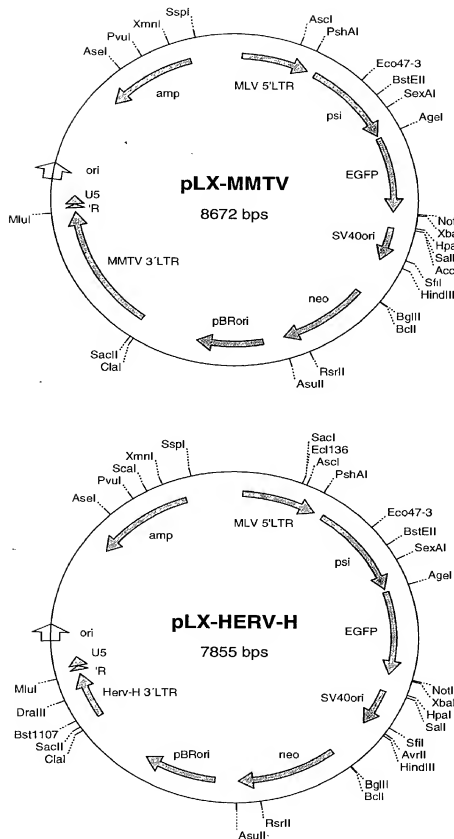 SspI
XmnI
PvuI
AseI
AscI
PshAI
Eco47-3
BstEII
SexAI
AgeI
amp
MLV 5'LTR
psi
ori
U5
'R
MluI
pLX-MMTV
8672 bps
EGFP
SV40ori
NotI
XbaI
HpaI
SalI
SfiI
HindIII
MMTV 3'LTR
pBRori
neo
BglII
BclI
SacII
ClaI
RsrII
AsuII
SspI
XmnI
ScaI
PvuI
AseI
SacI
Ecl136
AscI
PshAI
Eco47-3
BstEII
SexAI
AgeI
amp
MLV 5'LTR
psi
ori
U5
'R
pLX-HERV-H
7855 bps
EGFP
SV40ori
MluI
DraIII
Bst1107
SacII
ClaI
Herv-H 3'LTR
NotI
XbaI
HpaI
SalI
SfiI
AvrII
HindIII
pBRori
neo
BglII
BclI
RsrII
AsuII